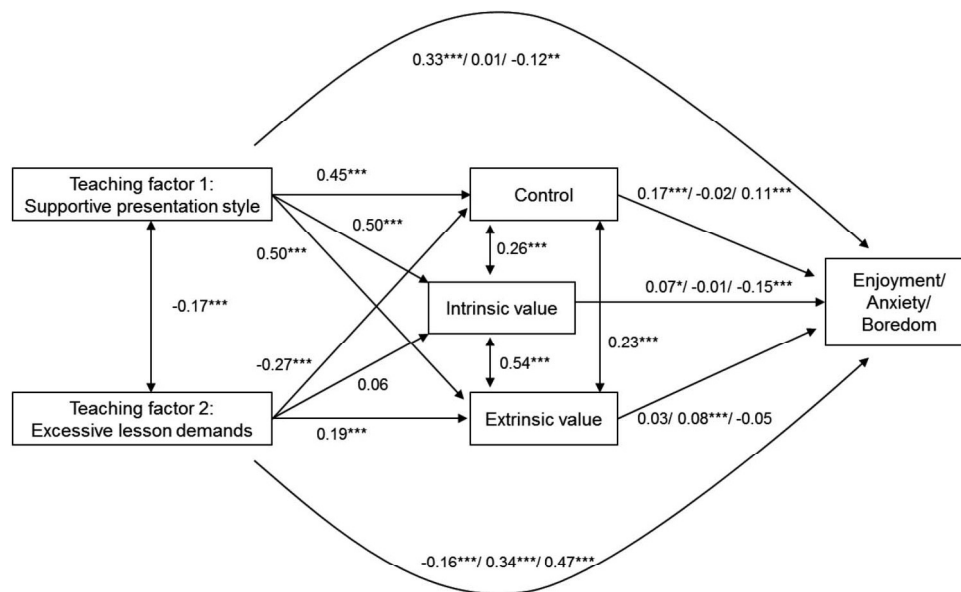 0.33***/ 0.01/ -0.12**
Teaching factor 1:
Supportive presentation style
0.45***
Control
0.17***/ -0.02/ 0.11***
0.50***
0.50***
0.26***
-0.17***
Intrinsic value
0.07*/ -0.01/ -0.15***
Enjoyment/
Anxiety/
Boredom
-0.27***
0.06
0.54***
0.23***
Teaching factor 2:
Excessive lesson demands
0.19***
Extrinsic value
0.03/ 0.08***/ -0.05
-0.16***/ 0.34***/ 0.47***